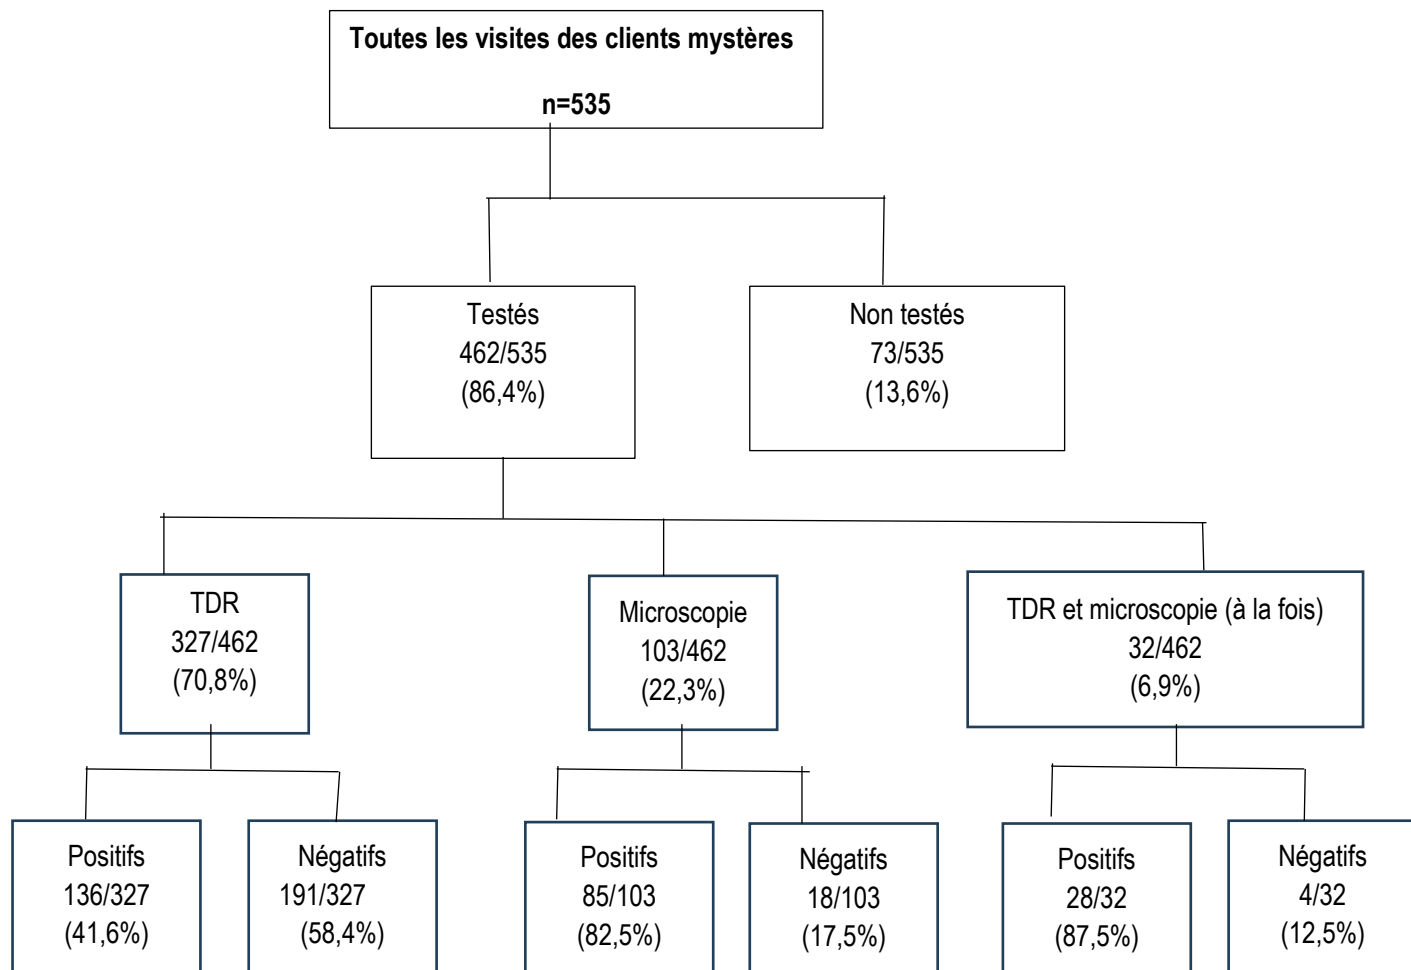 Toutes les visites des clients mystères
n=535
Testés
462/535
(86,4%)
Non testés
73/535
(13,6%)
TDR
327/462
(70,8%)
Microscopie
103/462
(22,3%)
TDR et microscopie (à la fois)
32/462
(6,9%)
Positifs
136/327
(41,6%)
Négatifs
191/327
(58,4%)
Positifs
85/103
(82,5%)
Négatifs
18/103
(17,5%)
Positifs
28/32
(87,5%)
Négatifs
4/32
(12,5%)